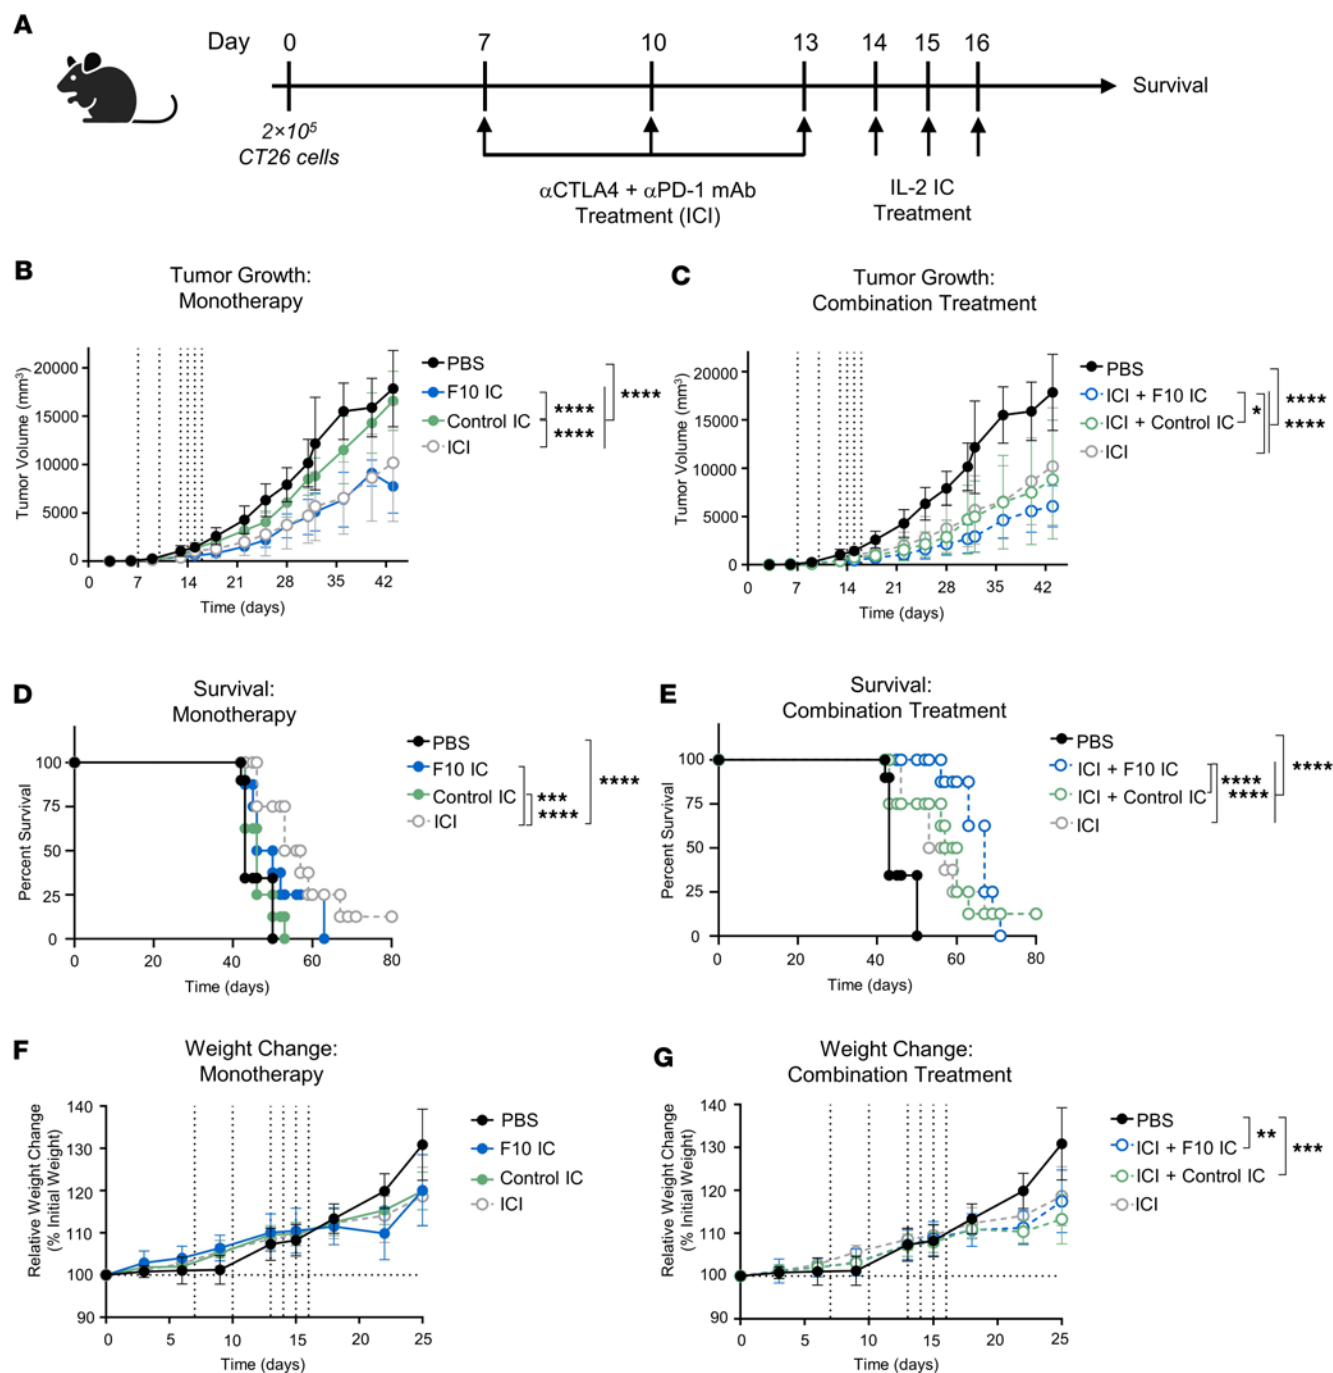 A
Day 0 7 10 13 14 15 16
Survival
2×10⁵
CT26 cells
αCTLA4 + αPD-1 mAb
Treatment (ICI)
IL-2 IC
Treatment
B
Tumor Growth:
Monotherapy
Tumor Volume (mm³)
20000
15000
10000
5000
0
0 7 14 21 28 35 42
Time (days)
PBS
F10 IC
Control IC
ICI
****
****
****
C
Tumor Growth:
Combination Treatment
Tumor Volume (mm³)
20000
15000
10000
5000
0
0 7 14 21 28 35 42
Time (days)
PBS
ICI + F10 IC
ICI + Control IC
ICI
*
****
****
D
Survival:
Monotherapy
Percent Survival
100
75
50
25
0
0 20 40 60 80
Time (days)
PBS
F10 IC
Control IC
ICI
***
****
****
E
Survival:
Combination Treatment
Percent Survival
100
75
50
25
0
0 20 40 60 80
Time (days)
PBS
ICI + F10 IC
ICI + Control IC
ICI
****
****
****
F
Weight Change:
Monotherapy
Relative Weight Change
(% Initial Weight)
140
130
120
110
100
90
0 5 10 15 20 25
Time (days)
PBS
F10 IC
Control IC
ICI
G
Weight Change:
Combination Treatment
Relative Weight Change
(% Initial Weight)
140
130
120
110
100
90
0 5 10 15 20 25
Time (days)
PBS
ICI + F10 IC
ICI + Control IC
ICI
**
***